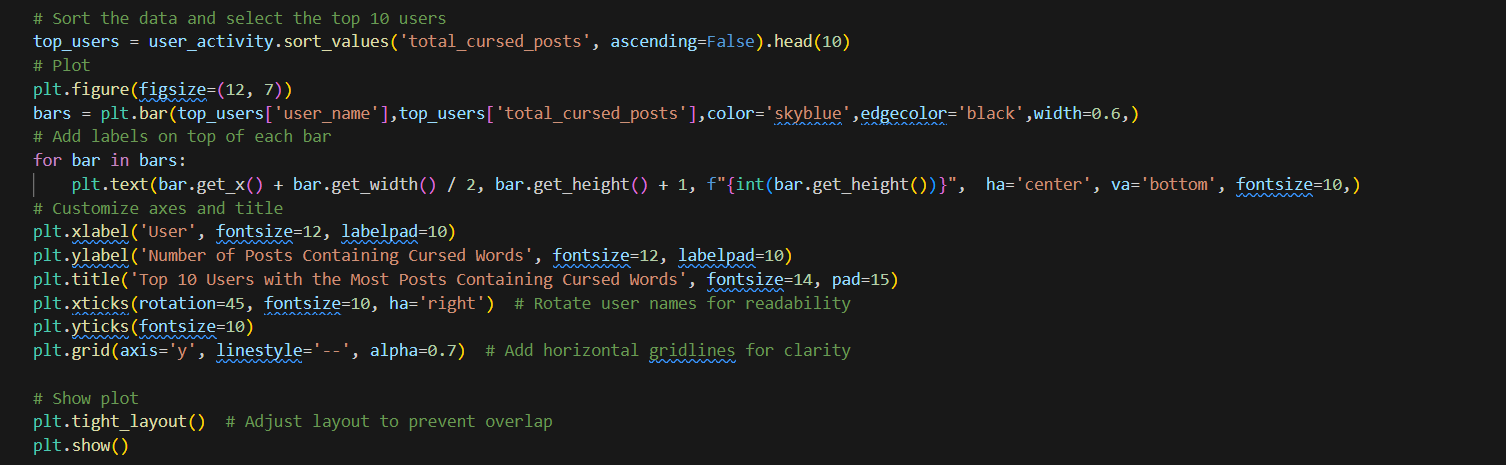 # Sort the data and select the top 10 users
top_users = user_activity.sort_values('total_cursed_posts', ascending=False).head(10)
# Plot
plt.figure(figsize=(12, 7))
bars = plt.bar(top_users['user_name'],top_users['total_cursed_posts'],color='skyblue',edgecolor='black',width=0.6,)
# Add labels on top of each bar
for bar in bars:
    plt.text(bar.get_x() + bar.get_width() / 2, bar.get_height() + 1, f"{int(bar.get_height())}",  ha='center', va='bottom', fontsize=10,)
# Customize axes and title
plt.xlabel('User', fontsize=12, labelpad=10)
plt.ylabel('Number of Posts Containing Cursed Words', fontsize=12, labelpad=10)
plt.title('Top 10 Users with the Most Posts Containing Cursed Words', fontsize=14, pad=15)
plt.xticks(rotation=45, fontsize=10, ha='right')  # Rotate user names for readability
plt.yticks(fontsize=10)
plt.grid(axis='y', linestyle='--', alpha=0.7)  # Add horizontal gridlines for clarity

# Show plot
plt.tight_layout()  # Adjust layout to prevent overlap
plt.show()